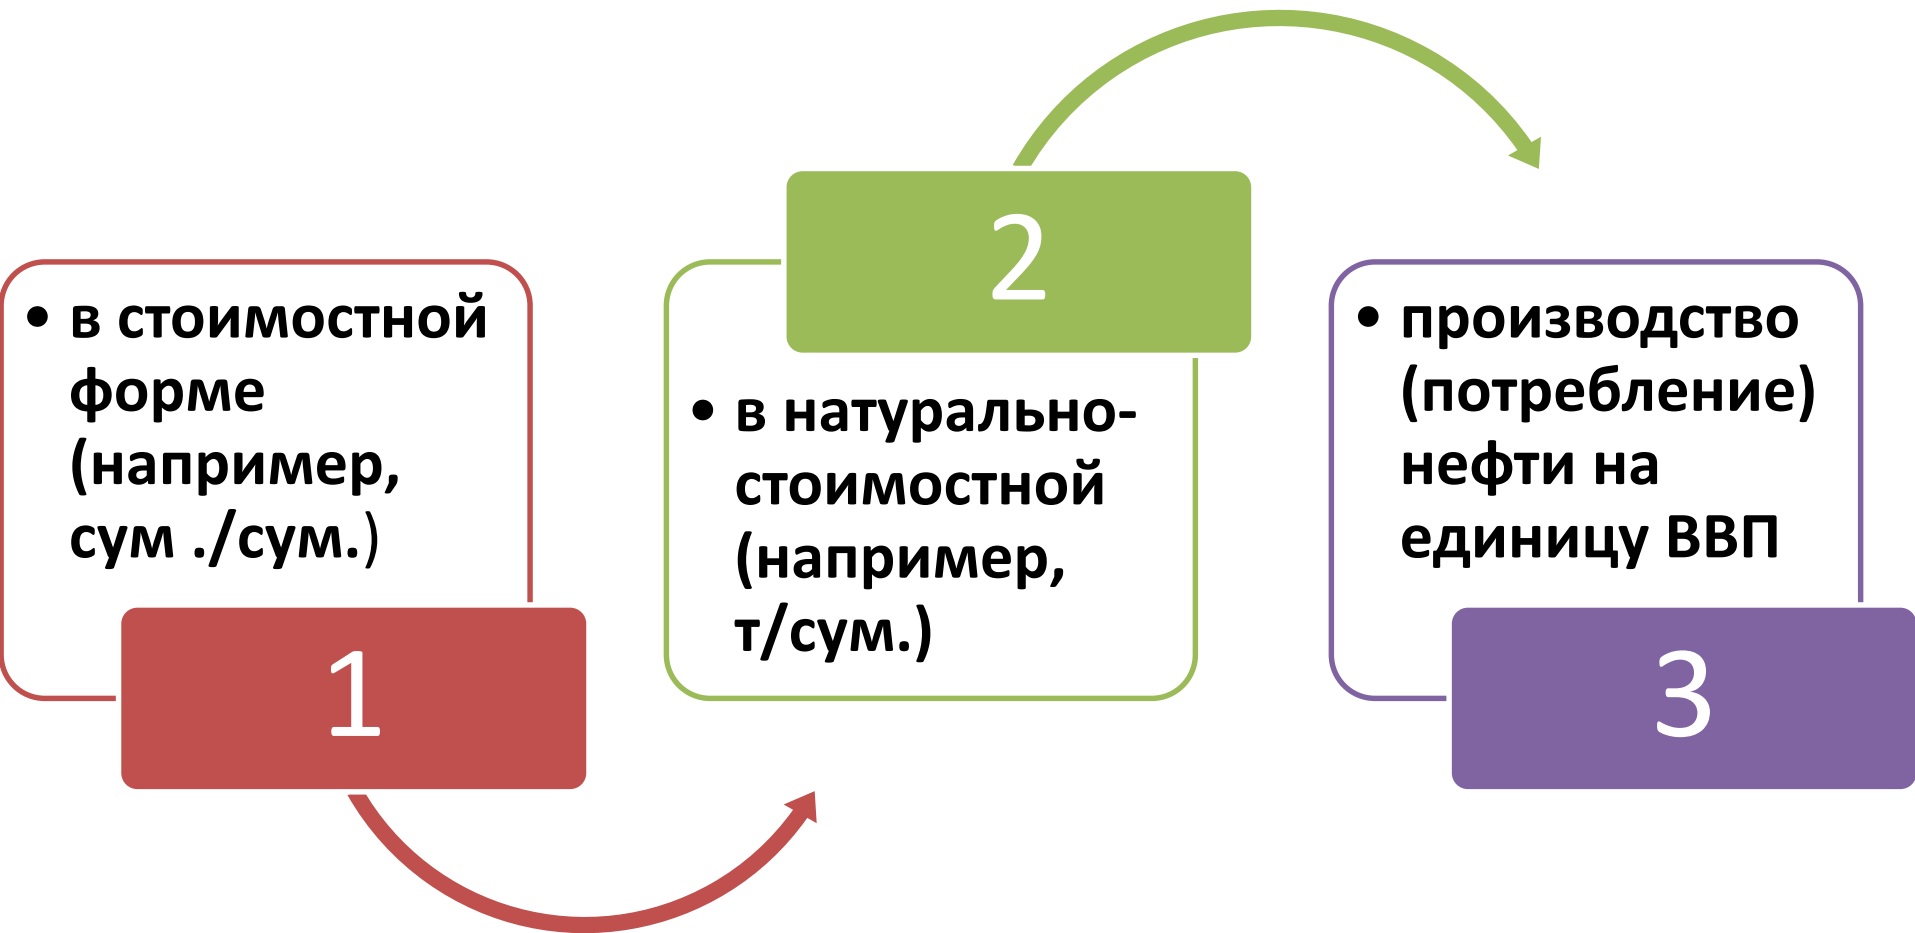 • в стоимостной
форме
(например,
сум ./сум.)
1
2
• в натурально-
стоимостной
(например,
т/сум.)
• производство
(потребление)
нефти на
единицу ВВП
3